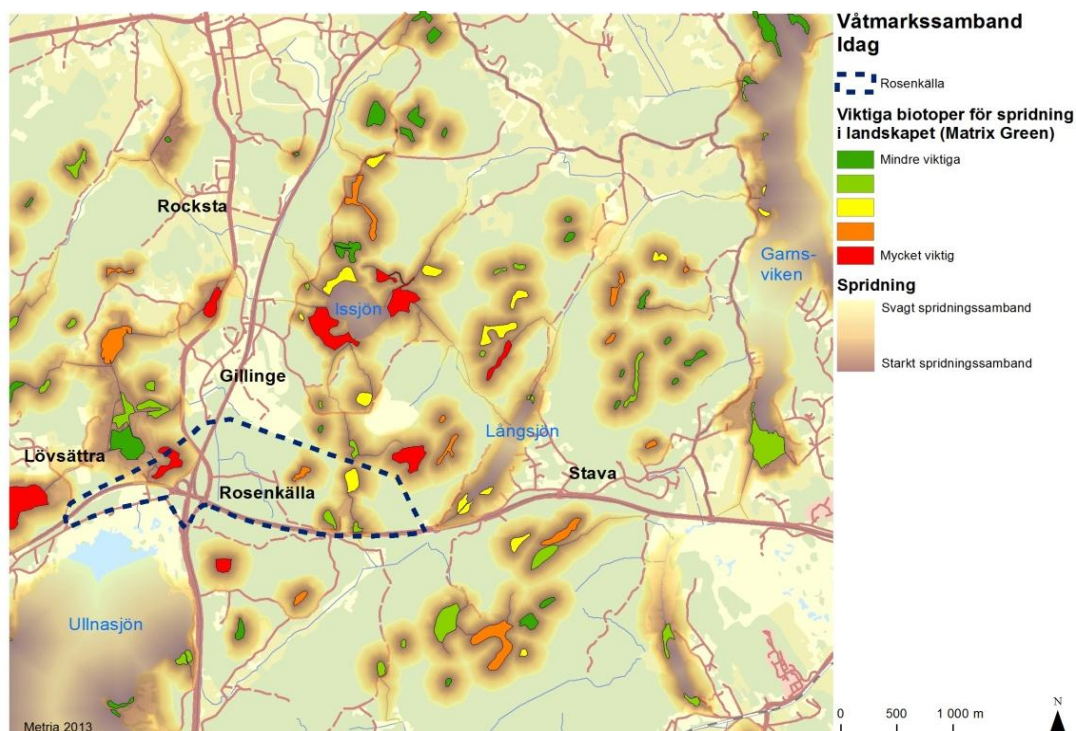 Våtmarkssamband
Idag
Rosenkälla
Viktiga biotoper för spridning
i landskapet (Matrix Green)
Mindre viktiga
Mycket viktig
Spridning
Svagt spridningssamband
Starkt spridningssamband
Rocksta
Garns-
viken
Issjön
Gillinge
Långsjön
Lövsättra
Stava
Rosenkälla
Ullnasjön
Metria 2013
0 500 1 000 m
N